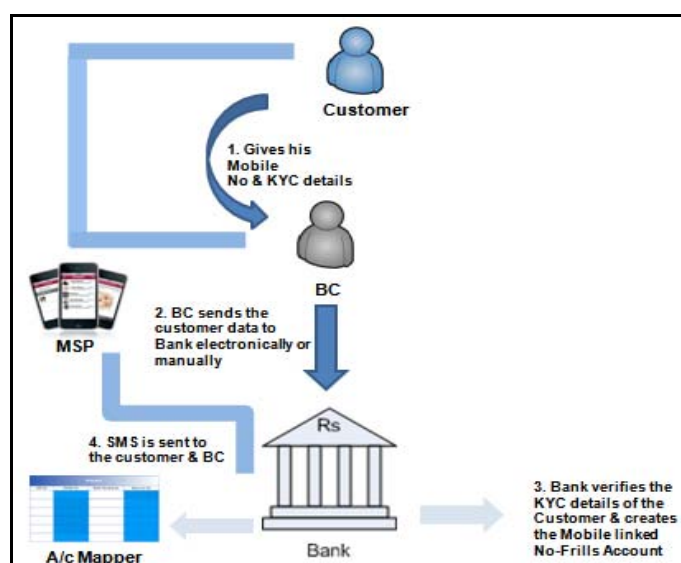 Customer
1. Gives his
Mobile
No & KYC details
BC
MSP
2. BC sends the
customer data to
Bank electronically or
manually
Rs
4. SMS is sent to
the customer & BC
3. Bank verifies the
KYC details of the
Customer & creates
the Mobile linked
No-Frills Account
Bank
A/c Mapper